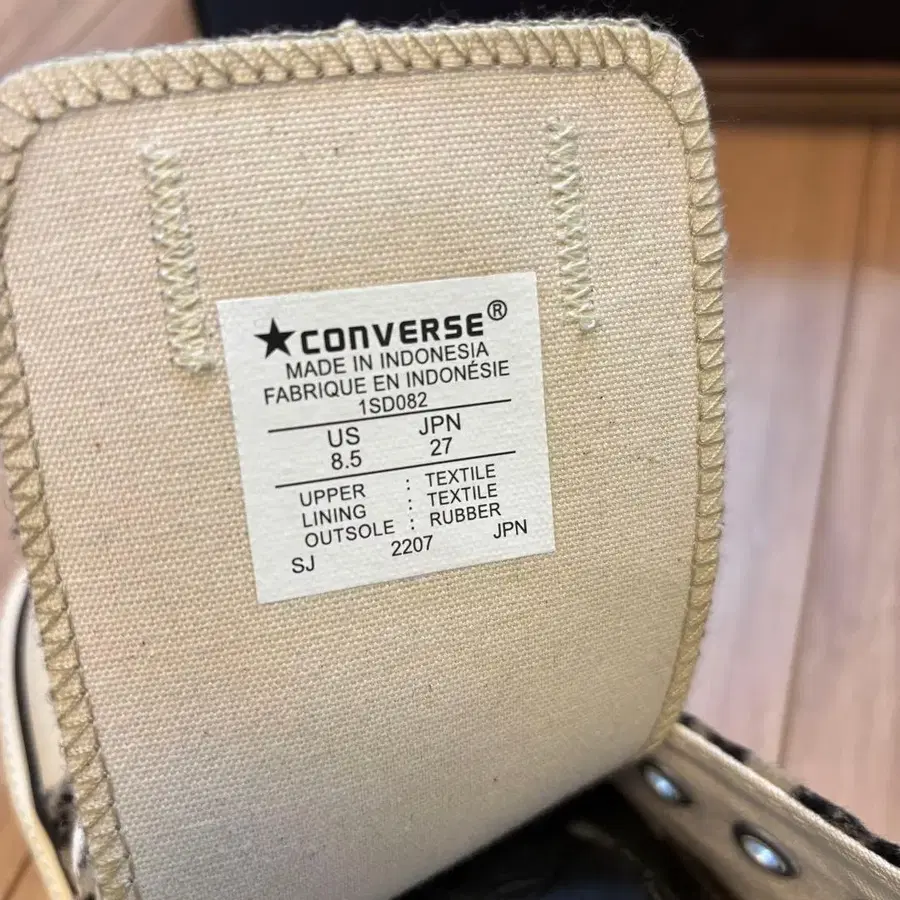 ★CONVERSE®
MADE IN INDONESIA
FABRIQUE EN INDONÉSIE
1SD082
US JPN
8.5 27
UPPER : TEXTILE
LINING : TEXTILE
OUTSOLE : RUBBER
SJ 2207 JPN